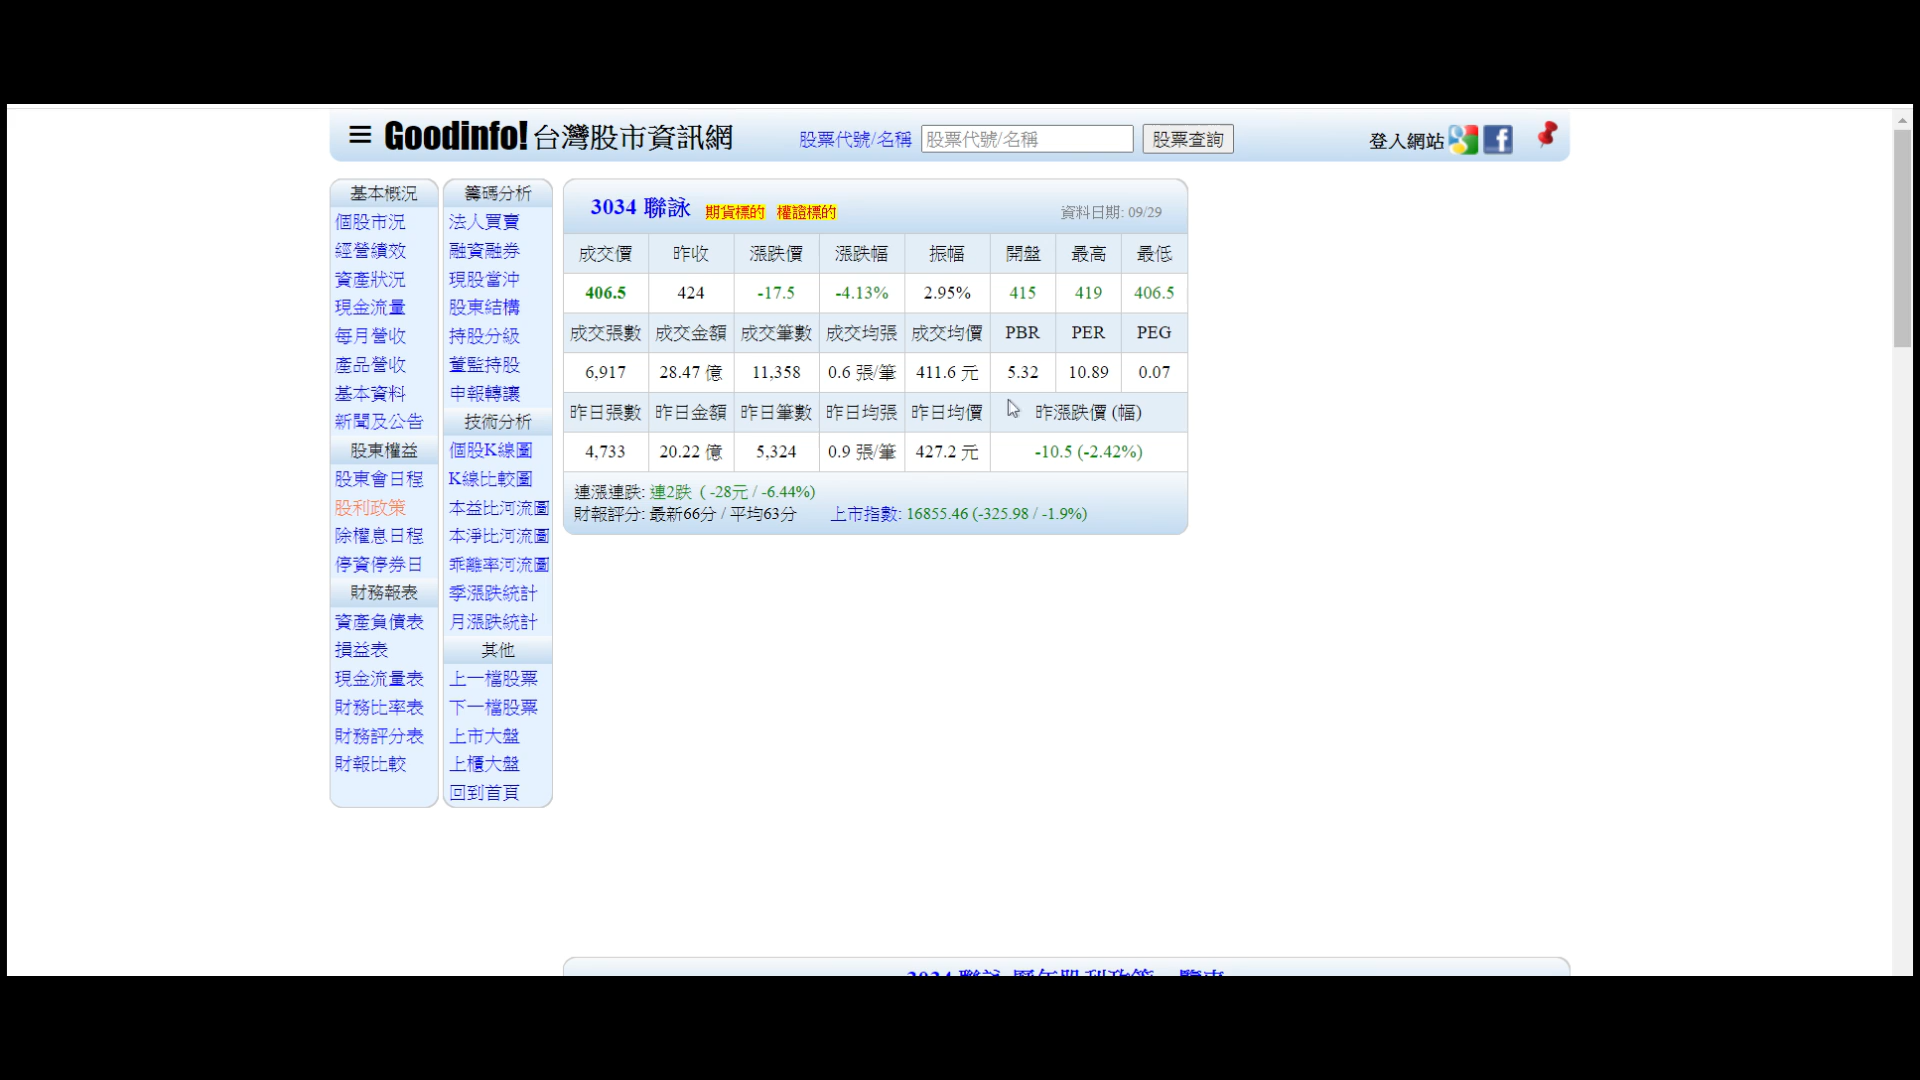 ☰ Goodinfo! 台灣股市資訊網 股票代號/名稱 股票代號/名稱 股票查詢 登入網站
基本概況
個股市況
經營績效
資產狀況
現金流量
每月營收
產品營收
基本資料
新聞及公告
股東權益
股東會日程
股利政策
除權息日程
停資停券日
財務報表
資產負債表
損益表
現金流量表
財務比率表
財務評分表
財報比較
籌碼分析
法人買賣
融資融券
現股當沖
股東結構
持股分級
董監持股
申報轉讓
技術分析
個股K線圖
K線比較圖
本益比河流圖
本淨比河流圖
乖離率河流圖
季漲跌統計
月漲跌統計
其他
上一檔股票
下一檔股票
上市大盤
上櫃大盤
回到首頁
3034 聯詠 期貨標的 權證標的 資料日期: 09/29
成交價 昨收 漲跌價 漲跌幅 振幅 開盤 最高 最低
406.5 424 -17.5 -4.13% 2.95% 415 419 406.5
成交張數 成交金額 成交筆數 成交均張 成交均價 PBR PER PEG
6,917 28.47 億 11,358 0.6 張/筆 411.6 元 5.32 10.89 0.07
昨日張數 昨日金額 昨日筆數 昨日均張 昨日均價 昨漲跌價 (幅)
4,733 20.22 億 5,324 0.9 張/筆 427.2 元 -10.5 (-2.42%)
連漲連跌: 連2跌 ( -28元 / -6.44%)
財報評分: 最新66分 / 平均63分 上市指數: 16855.46 (-325.98 / -1.9%)
3034 聯詠 歷年股利政策一覽表